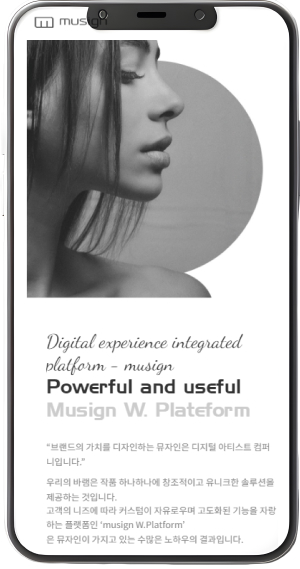 musign
Digital experience integrated
platform - musign
Powerful and useful
Musign W. Plateform
“브랜드의 가치를 디자인하는 뮤자인은 디지털 아티스트 컴퍼
니입니다.”
우리의 바램은 작품 하나하나에 창조적이고 유니크한 솔루션을
제공하는 것입니다.
고객의 니즈에 따라 커스텀이 자유로우며 고도화된 기능을 자랑
하는 플랫폼인 ‘musign W.Platform’
은 뮤자인이 가지고 있는 수많은 노하우의 결과입니다.